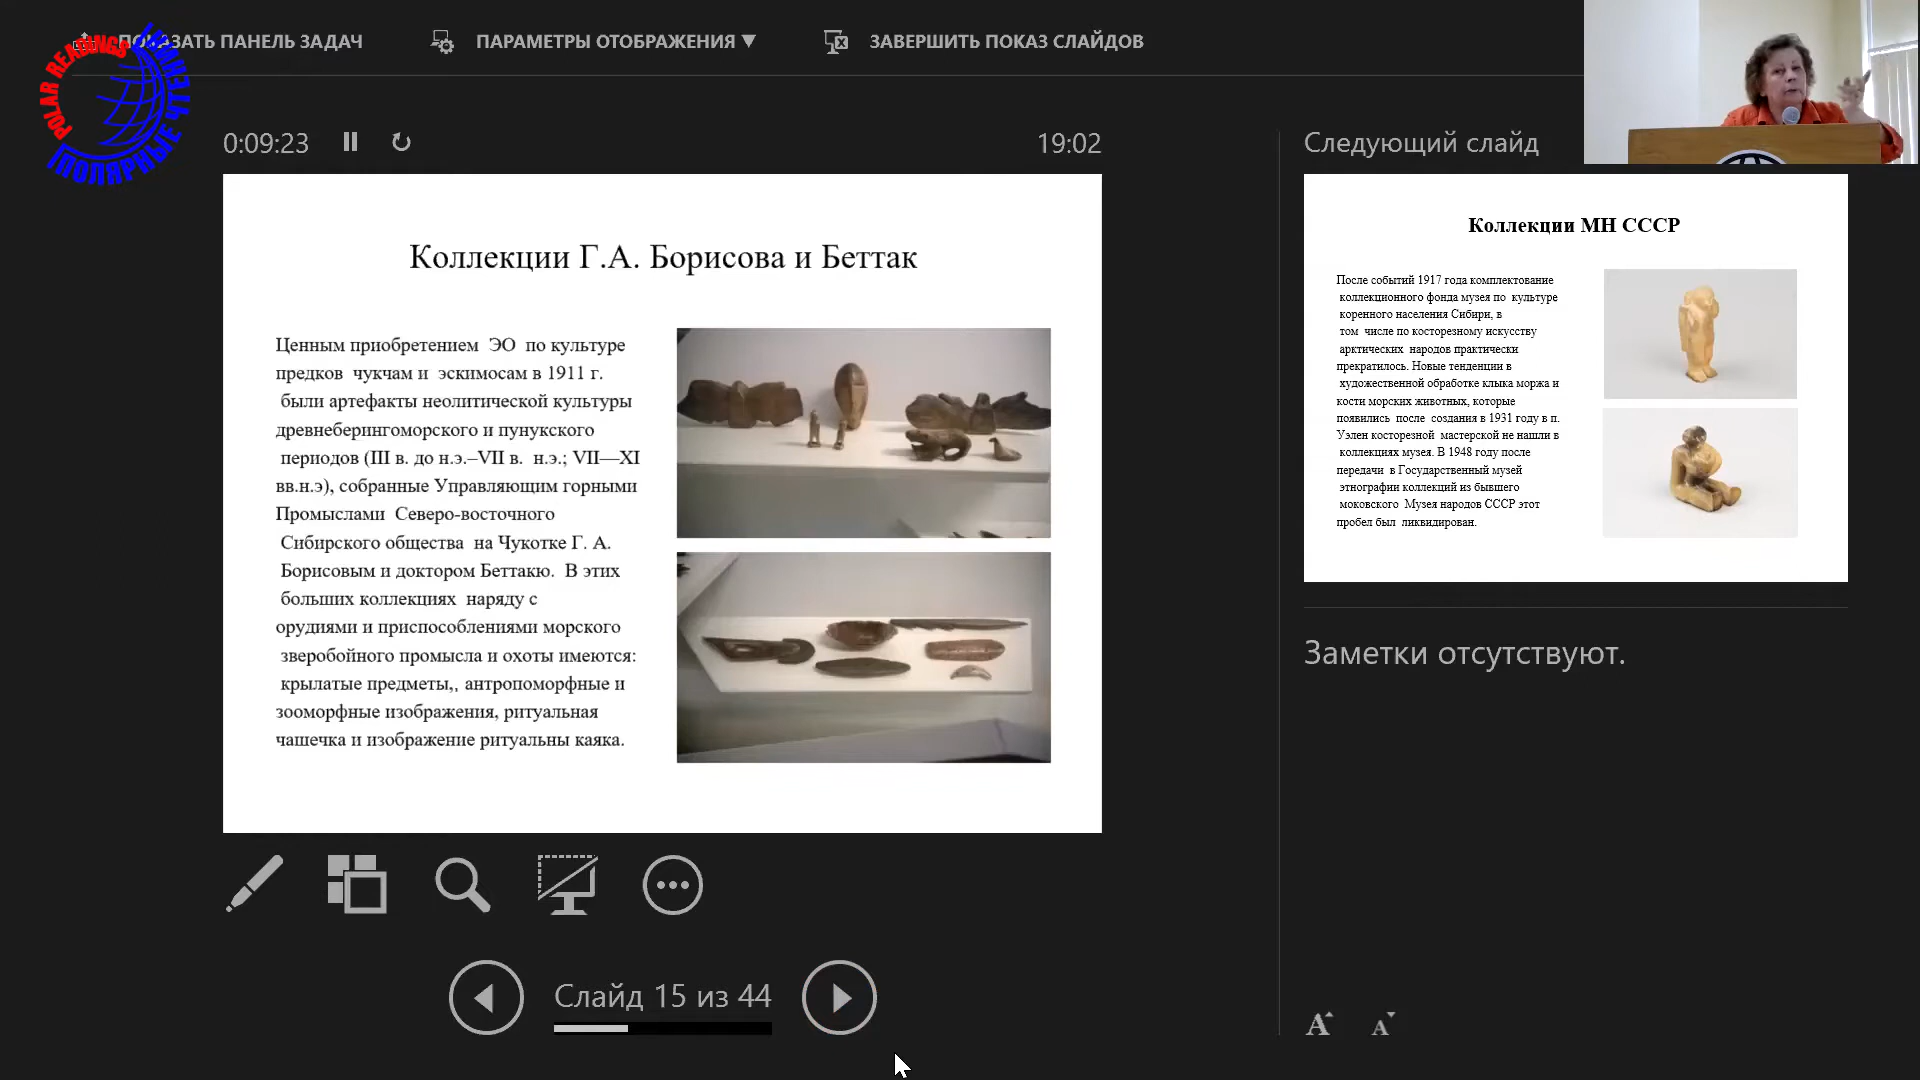 ПОКАЗАТЬ ПАНЕЛЬ ЗАДАЧ
ПАРАМЕТРЫ ОТОБРАЖЕНИЯ ▼
ЗАВЕРШИТЬ ПОКАЗ СЛАЙДОВ
POLAR READINGS
ПОЛЯРНЫЕ ЧТЕНИЯ
0:09:23
19:02
Коллекции Г.А. Борисова и Беттак
Ценным приобретением ЭО по культуре
предков чукчам и эскимосам в 1911 г.
были артефакты неолитической культуры
древнеберингоморского и пунукского
периодов (III в. до н.э.–VII в. н.э.; VII—XI
вв.н.э), собранные Управляющим горными
Промыслами Северо-восточного
Сибирского общества на Чукотке Г. А.
Борисовым и доктором Беттакю. В этих
больших коллекциях наряду с
орудиями и приспособлениями морского
зверобойного промысла и охоты имеются:
крылатые предметы,, антропоморфные и
зооморфные изображения, ритуальная
чашечка и изображение ритуальны каяка.
Слайд 15 из 44
Следующий слайд
Коллекции МН СССР
После событий 1917 года комплектование
коллекционного фонда музея по культуре
коренного населения Сибири, в
том числе по косторезному искусству
арктических народов практически
прекратилось. Новые тенденции в
художественной обработке клыка моржа и
кости морских животных, которые
появились после создания в 1931 году в п.
Уэлен косторезной мастерской не нашли в
коллекциях музея. В 1948 году после
передачи в Государственный музей
этнографии коллекций из бывшего
моковского Музея народов СССР этот
пробел был ликвидирован.
Заметки отсутствуют.
A A